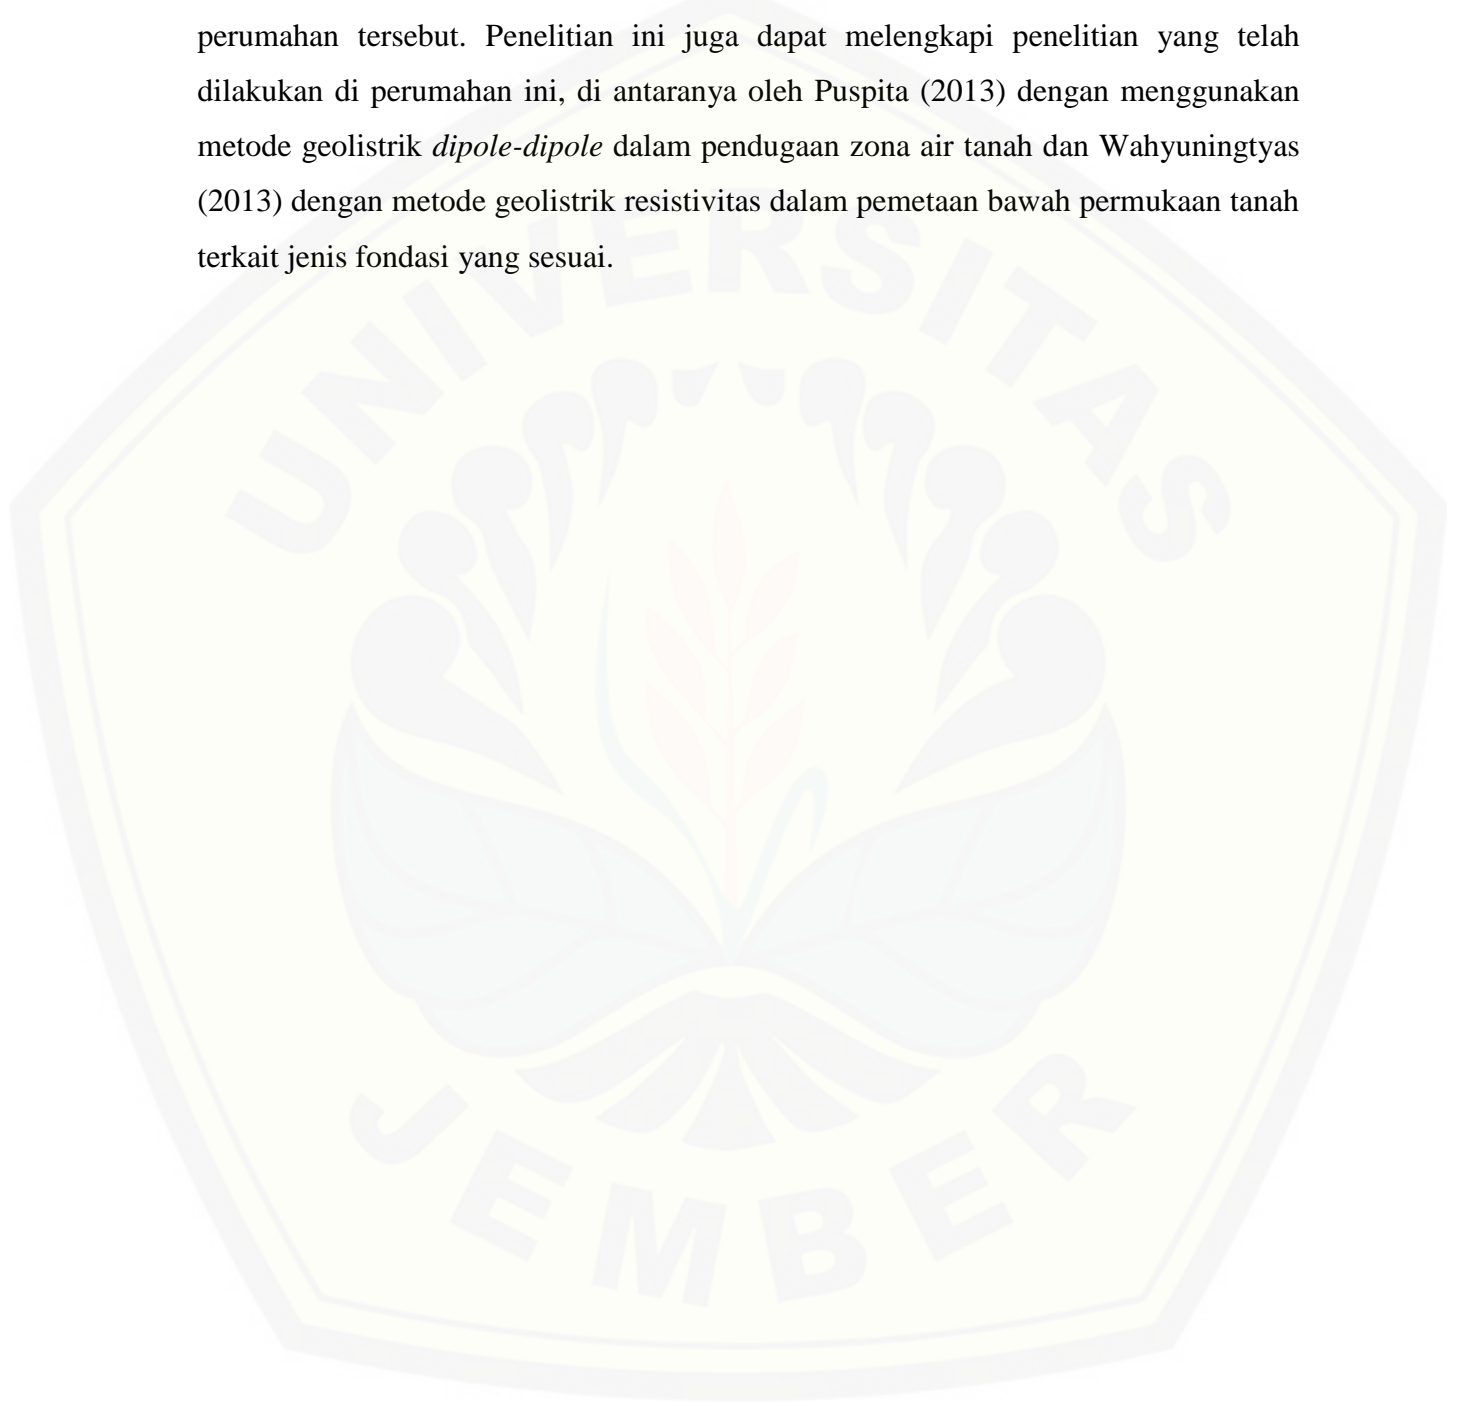 perumahan tersebut. Penelitian ini juga dapat melengkapi penelitian yang telah
dilakukan di perumahan ini, di antaranya oleh Puspita (2013) dengan menggunakan
metode geolistrik dipole-dipole dalam pendugaan zona air tanah dan Wahyuningtyas
(2013) dengan metode geolistrik resistivitas dalam pemetaan bawah permukaan tanah
terkait jenis fondasi yang sesuai.
UNIVERSITAS
JEMBER